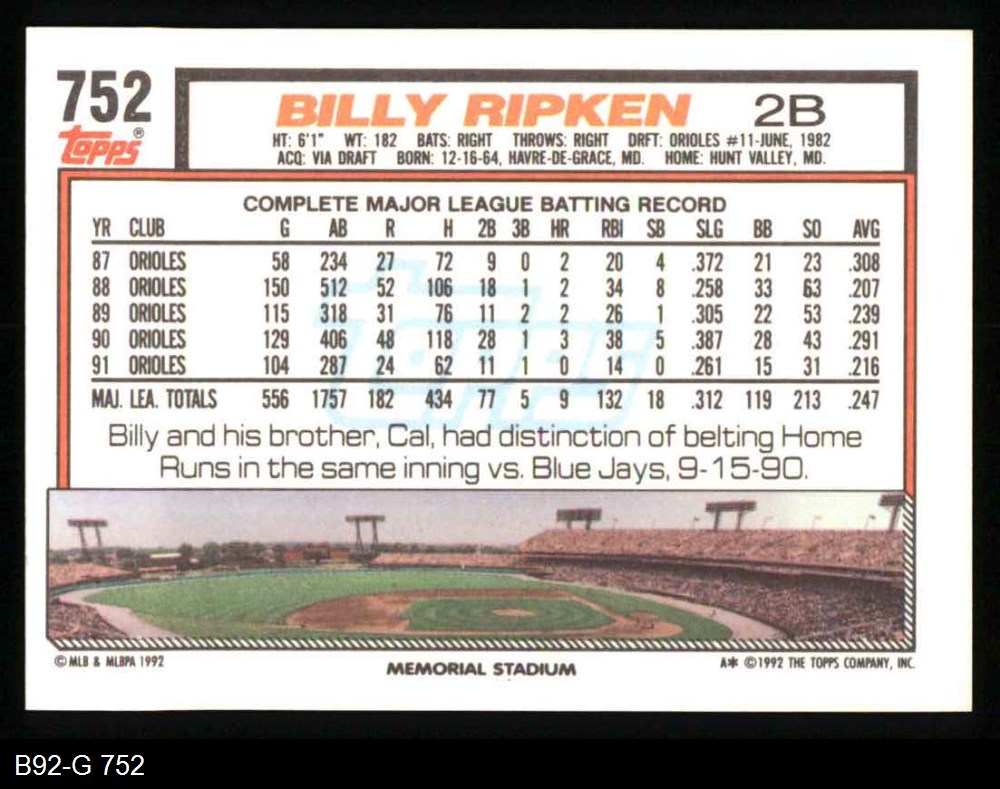 752
Topps®
BILLY RIPKEN 2B
HT: 6'1" WT: 182 BATS: RIGHT THROWS: RIGHT DRFT: ORIOLES #11-JUNE, 1982
ACQ: VIA DRAFT BORN: 12-16-64, HAVRE-DE-GRACE, MD. HOME: HUNT VALLEY, MD.
COMPLETE MAJOR LEAGUE BATTING RECORD
YR CLUB G AB R H 2B 3B HR RBI SB SLG BB SO AVG
87 ORIOLES 58 234 27 72 9 0 2 20 4 .372 21 23 .308
88 ORIOLES 150 512 52 106 18 1 2 34 8 .258 33 63 .207
89 ORIOLES 115 318 31 76 11 2 2 26 1 .305 22 53 .239
90 ORIOLES 129 406 48 118 28 1 3 38 5 .387 28 43 .291
91 ORIOLES 104 287 24 62 11 1 0 14 0 .261 15 31 .216
MAJ. LEA. TOTALS 556 1757 182 434 77 5 9 132 18 .312 119 213 .247
Topps
Billy and his brother, Cal, had distinction of belting Home
Runs in the same inning vs. Blue Jays, 9-15-90.
©MLB & MLBPA 1992
MEMORIAL STADIUM
A* ©1992 THE TOPPS COMPANY, INC.
B92-G 752